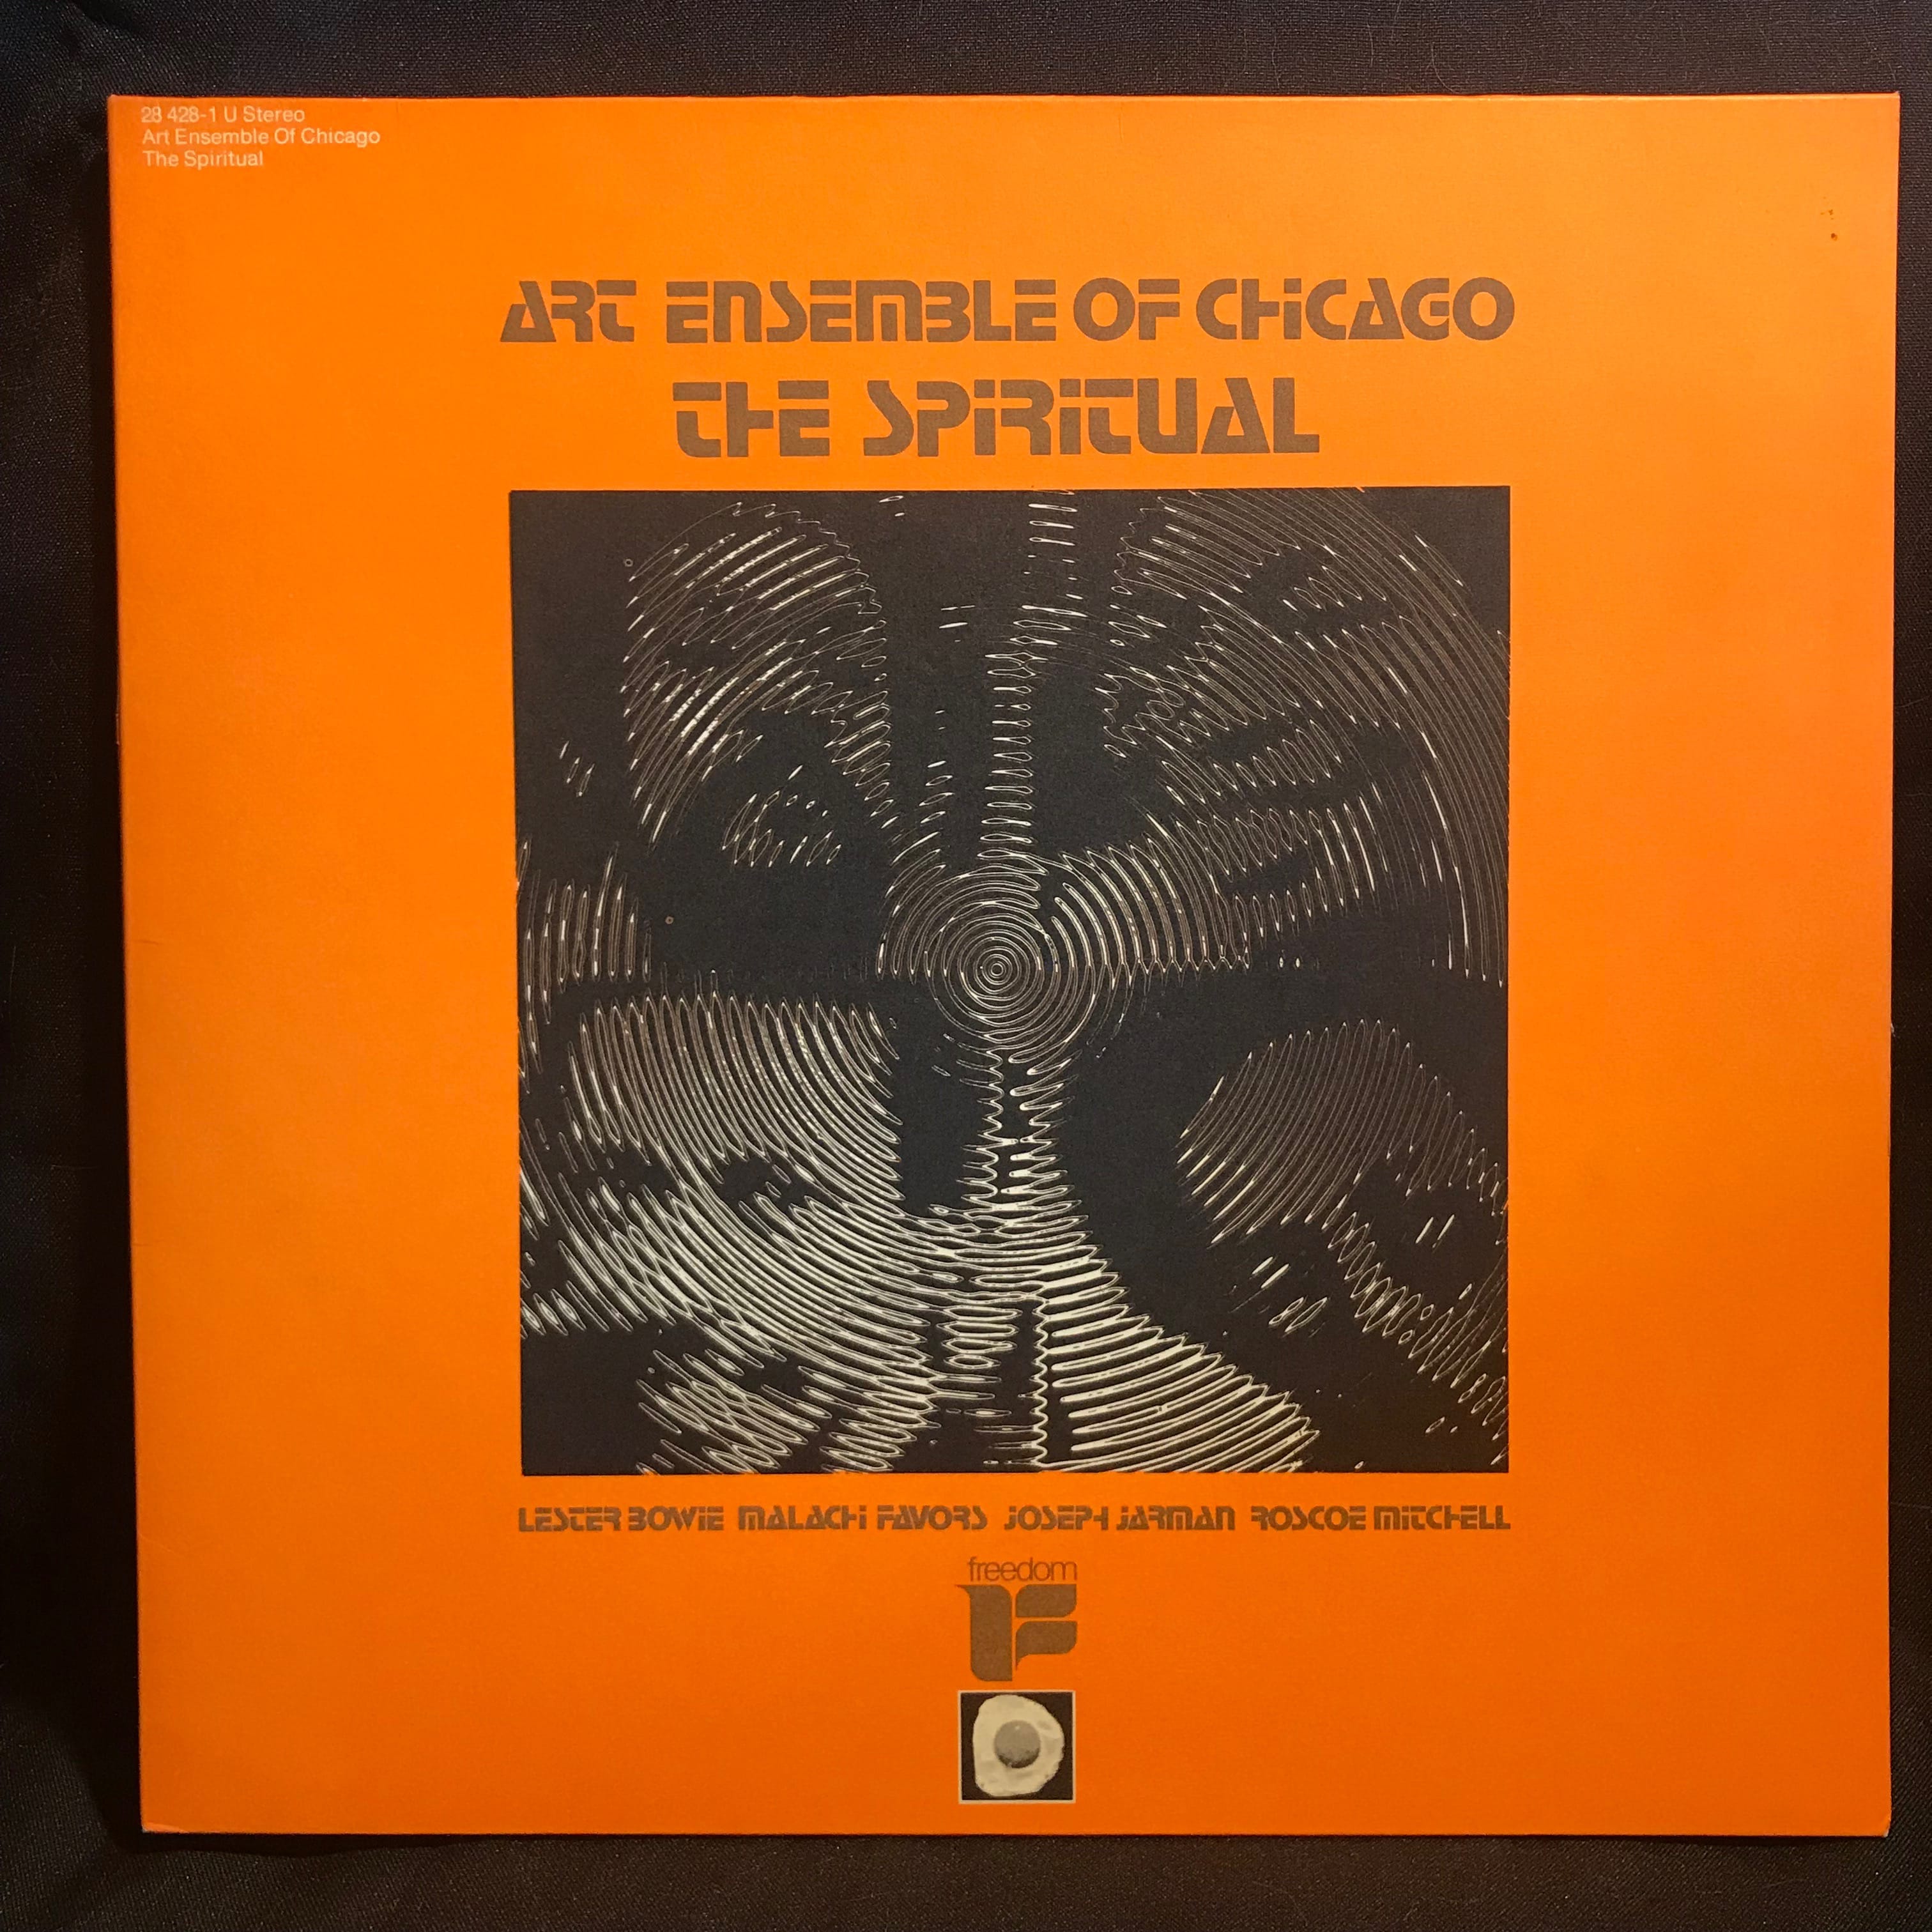 28 428-1 U Stereo
Art Ensemble Of Chicago
The Spiritual
ART ENSEMBLE OF CHiCAGO
THE SPiRiTUAL
LESTER BOWiE MALACHi FAVORS JOSEPH JARMAN ROSCOE MiTCHELL
freedom